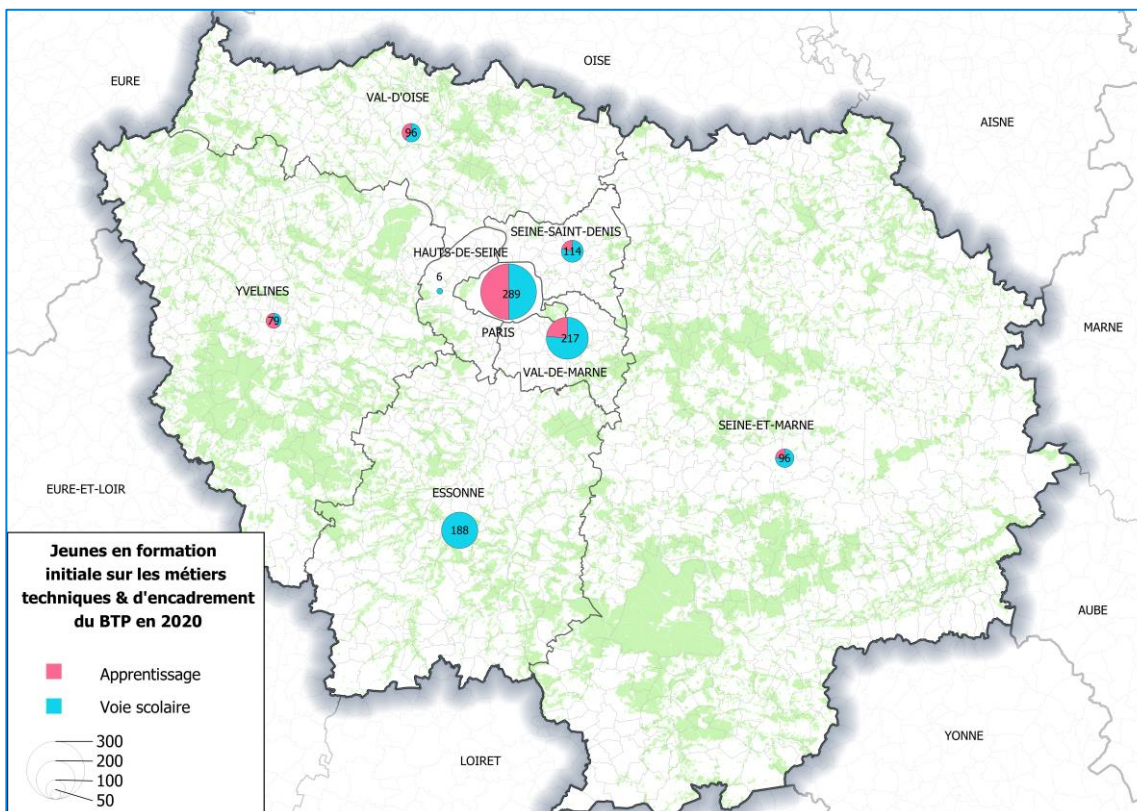 OISE
EURE
VAL-D'OISE
96
AISNE
SEINE-SAINT-DENIS
114
HAUTS-DE-SEINE
6
289
YVELINES
79
PARIS
217
VAL-DE-MARNE
MARNE
SEINE-ET-MARNE
96
EURE-ET-LOIR
ESSONNE
188
AUBE
YONNE
LOIRET
Jeunes en formation
initiale sur les métiers
techniques & d'encadrement
du BTP en 2020
Apprentissage
Voie scolaire
300
200
100
50